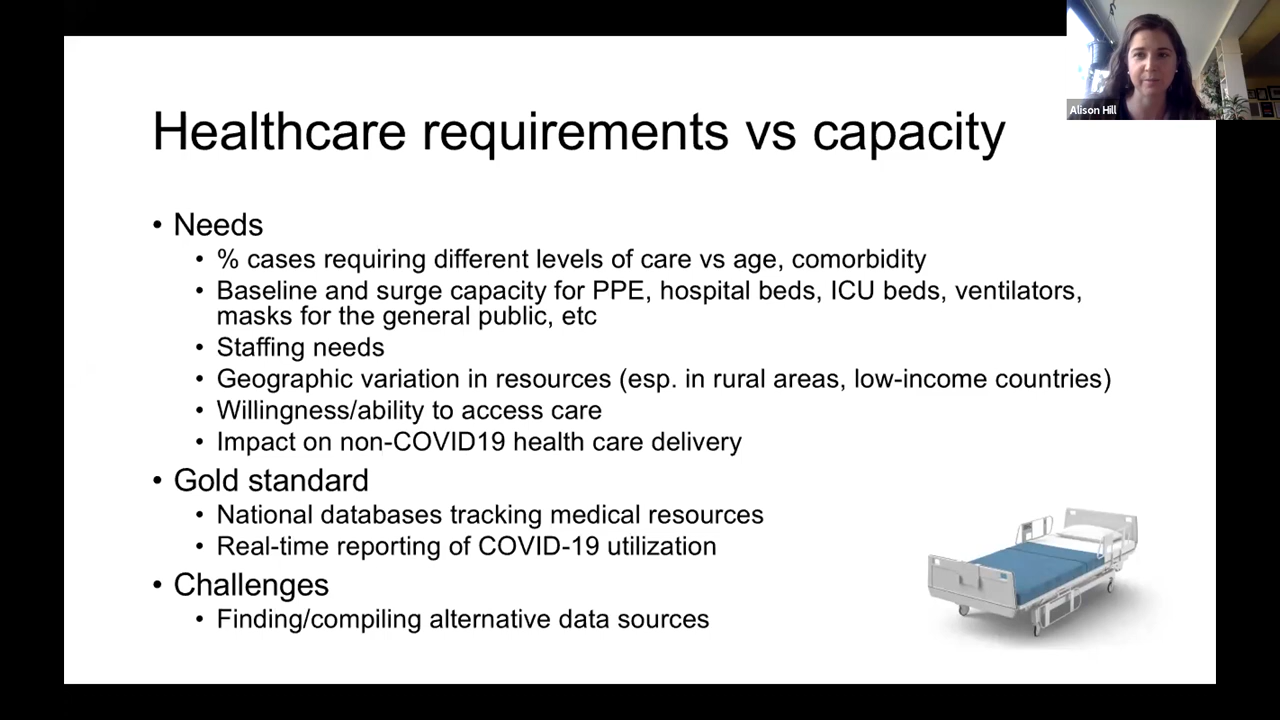 Alison Hill
Healthcare requirements vs capacity
• Needs
• % cases requiring different levels of care vs age, comorbidity
• Baseline and surge capacity for PPE, hospital beds, ICU beds, ventilators,
masks for the general public, etc
• Staffing needs
• Geographic variation in resources (esp. in rural areas, low-income countries)
• Willingness/ability to access care
• Impact on non-COVID19 health care delivery
• Gold standard
• National databases tracking medical resources
• Real-time reporting of COVID-19 utilization
• Challenges
• Finding/compiling alternative data sources